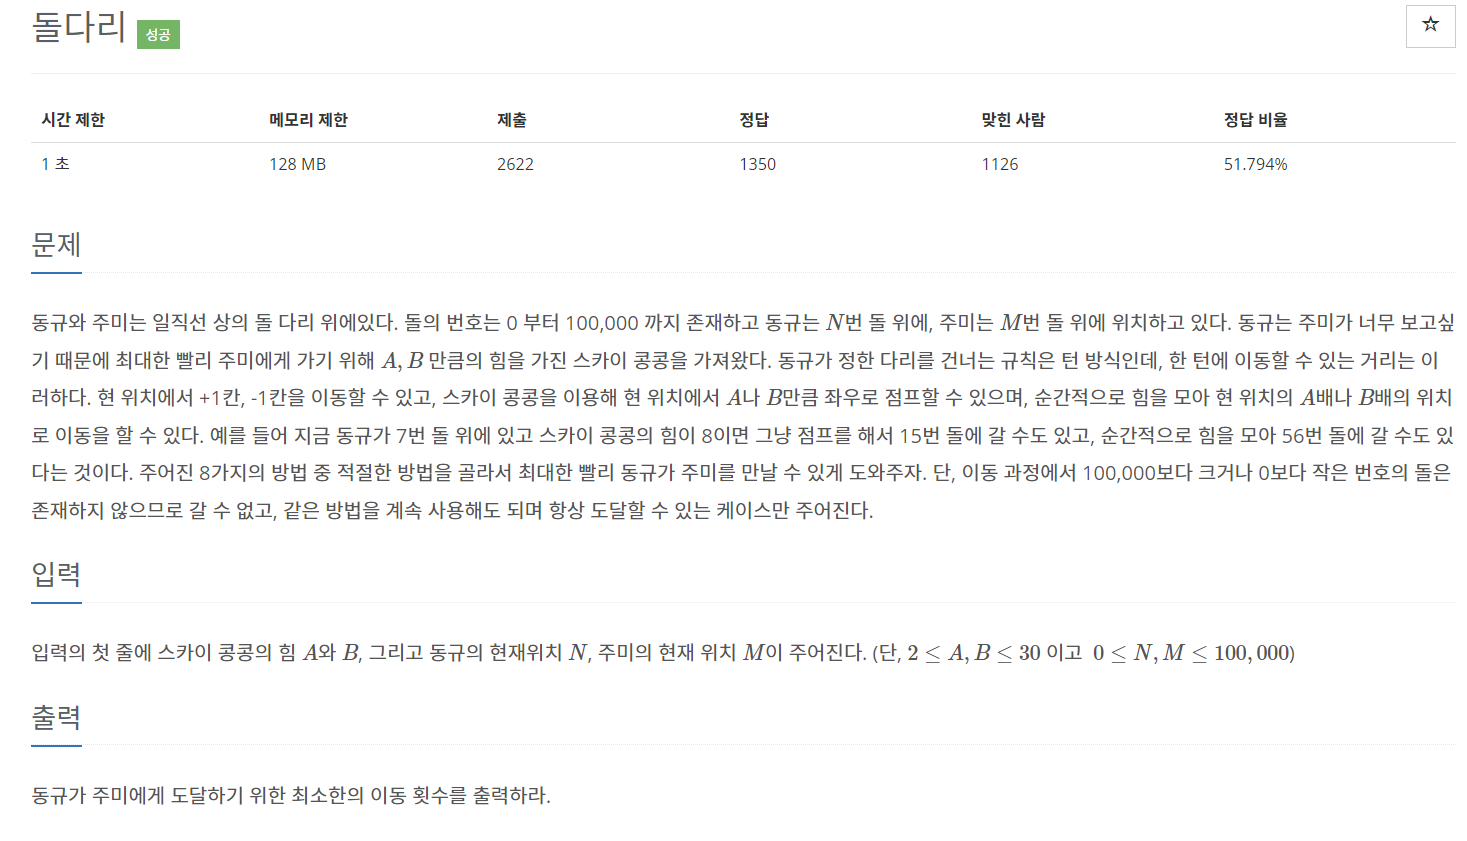 돌다리 성공
☆
시간 제한 메모리 제한 제출 정답 맞힌 사람 정답 비율
1 초 128 MB 2622 1350 1126 51.794%
문제
동규와 주미는 일직선 상의 돌 다리 위에있다. 돌의 번호는 0 부터 100,000 까지 존재하고 동규는 N번 돌 위에, 주미는 M번 돌 위에 위치하고 있다. 동규는 주미가 너무 보고싶
기 때문에 최대한 빨리 주미에게 가기 위해 A, B 만큼의 힘을 가진 스카이 콩콩을 가져왔다. 동규가 정한 다리를 건너는 규칙은 턴 방식인데, 한 턴에 이동할 수 있는 거리는 이
러하다. 현 위치에서 +1칸, -1칸을 이동할 수 있고, 스카이 콩콩을 이용해 현 위치에서 A나 B만큼 좌우로 점프할 수 있으며, 순간적으로 힘을 모아 현 위치의 A배나 B배의 위치
로 이동을 할 수 있다. 예를 들어 지금 동규가 7번 돌 위에 있고 스카이 콩콩의 힘이 8이면 그냥 점프를 해서 15번 돌에 갈 수도 있고, 순간적으로 힘을 모아 56번 돌에 갈 수도 있
다는 것이다. 주어진 8가지의 방법 중 적절한 방법을 골라서 최대한 빨리 동규가 주미를 만날 수 있게 도와주자. 단, 이동 과정에서 100,000보다 크거나 0보다 작은 번호의 돌은
존재하지 않으므로 갈 수 없고, 같은 방법을 계속 사용해도 되며 항상 도달할 수 있는 케이스만 주어진다.
입력
입력의 첫 줄에 스카이 콩콩의 힘 A와 B, 그리고 동규의 현재위치 N, 주미의 현재 위치 M이 주어진다. (단, 2 ≤ A, B ≤ 30 이고 0 ≤ N, M ≤ 100,000)
출력
동규가 주미에게 도달하기 위한 최소한의 이동 횟수를 출력하라.